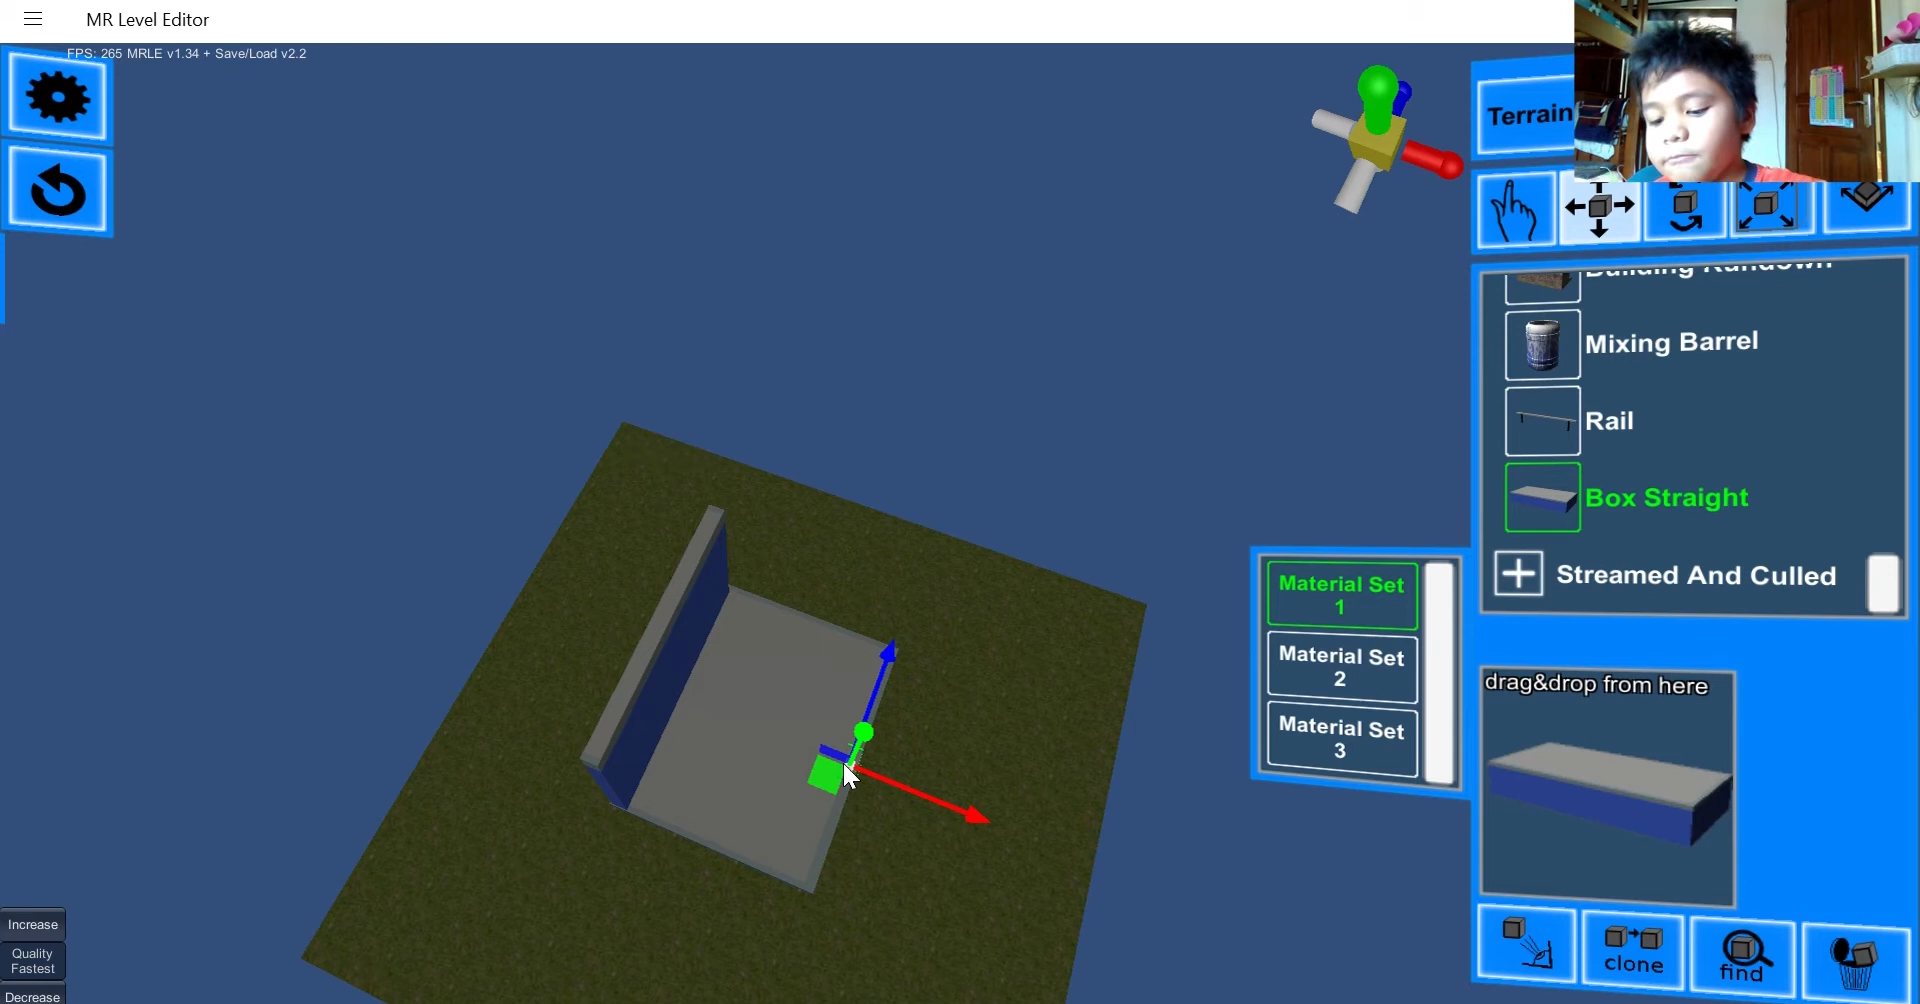 MR Level Editor
FPS: 265 MRLE v1.34 + Save/Load v2.2
Terrain
Building Rundown
Mixing Barrel
Rail
Box Straight
Streamed And Culled
Material Set
1
Material Set
2
Material Set
3
drag&drop from here
Increase
Quality
Fastest
Decrease
clone
find